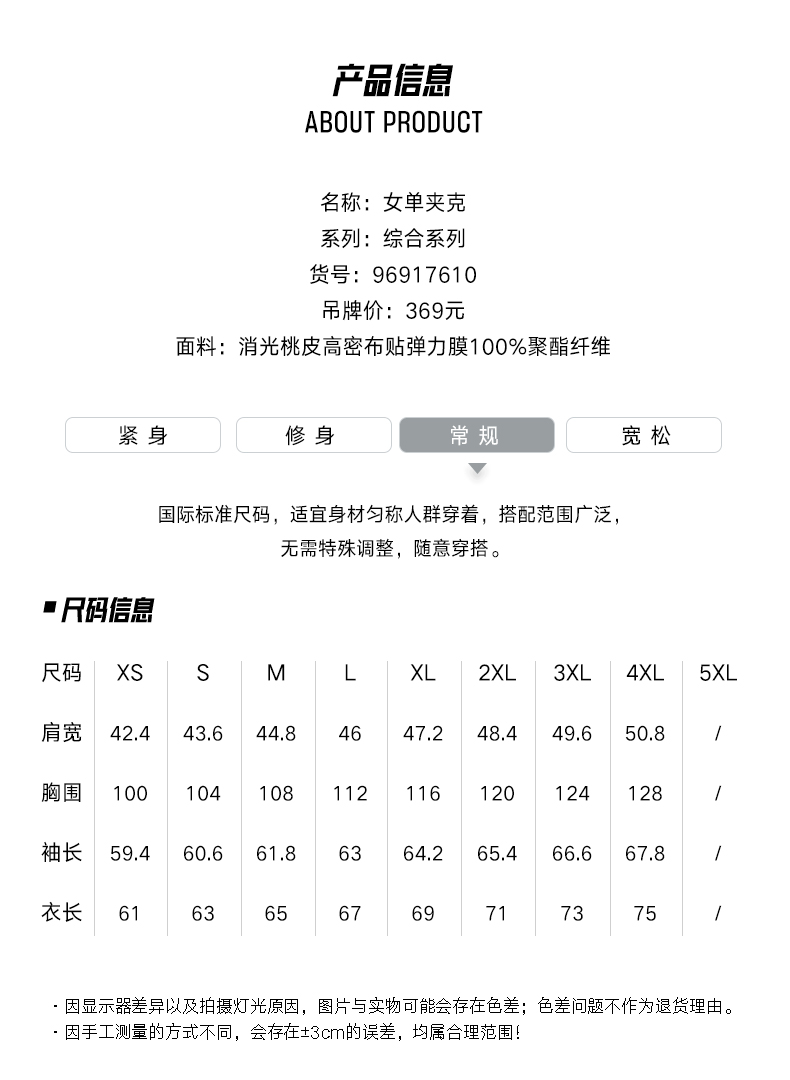 产品信息
ABOUT PRODUCT
名称：女单夹克
系列：综合系列
货号：96917610
吊牌价：369元
面料：消光桃皮高密布贴弹力膜100%聚酯纤维
紧身 修身 常规 宽松
国际标准尺码，适宜身材匀称人群穿着，搭配范围广泛，
无需特殊调整，随意穿搭。
尺码信息
尺码 XS S M L XL 2XL 3XL 4XL 5XL
肩宽 42.4 43.6 44.8 46 47.2 48.4 49.6 50.8 /
胸围 100 104 108 112 116 120 124 128 /
袖长 59.4 60.6 61.8 63 64.2 65.4 66.6 67.8 /
衣长 61 63 65 67 69 71 73 75 /
· 因显示器差异以及拍摄灯光原因，图片与实物可能会存在色差；色差问题不作为退货理由。
· 因手工测量的方式不同，会存在±3cm的误差，均属合理范围！